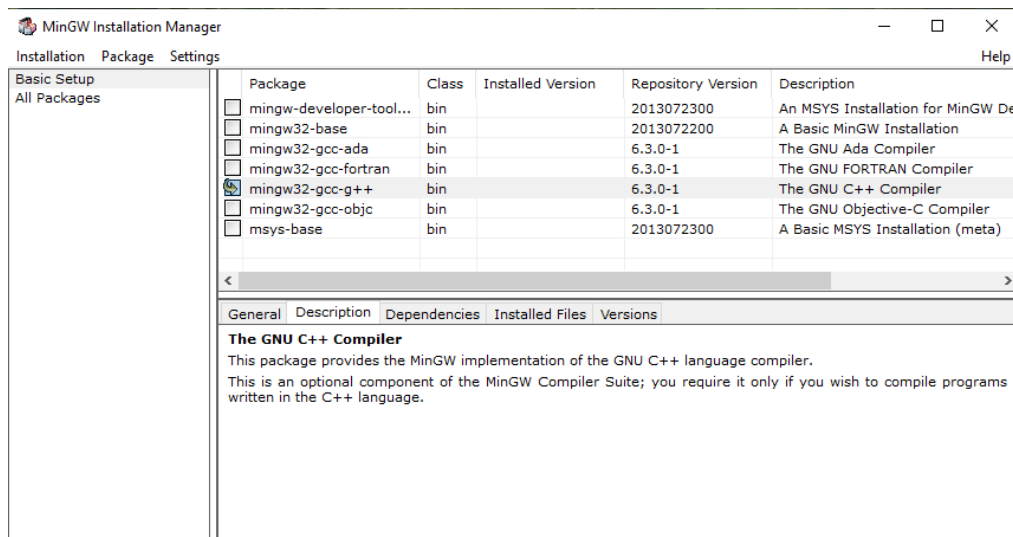 MinGW Installation Manager
Installation Package Settings Help
Basic Setup
All Packages
Package Class Installed Version Repository Version Description
mingw-developer-tool... bin 2013072300 An MSYS Installation for MinGW De
mingw32-base bin 2013072200 A Basic MinGW Installation
mingw32-gcc-ada bin 6.3.0-1 The GNU Ada Compiler
mingw32-gcc-fortran bin 6.3.0-1 The GNU FORTRAN Compiler
mingw32-gcc-g++ bin 6.3.0-1 The GNU C++ Compiler
mingw32-gcc-objc bin 6.3.0-1 The GNU Objective-C Compiler
msys-base bin 2013072300 A Basic MSYS Installation (meta)
General Description Dependencies Installed Files Versions
The GNU C++ Compiler
This package provides the MinGW implementation of the GNU C++ language compiler.
This is an optional component of the MinGW Compiler Suite; you require it only if you wish to compile programs
written in the C++ language.